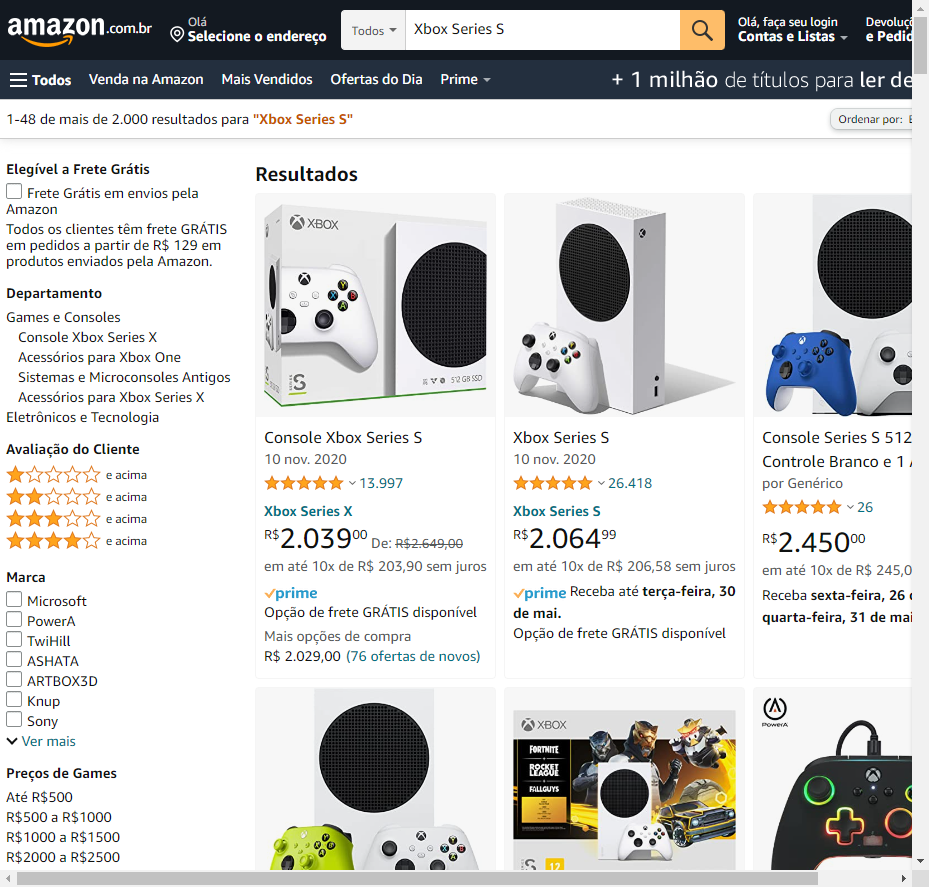 amazon.com.br
Olá
Selecione o endereço
Todos
Xbox Series S
Olá, faça seu login
Contas e Listas
Devoluç
e Pedid
Todos
Venda na Amazon
Mais Vendidos
Ofertas do Dia
Prime
+ 1 milhão de títulos para ler de
1-48 de mais de 2.000 resultados para "Xbox Series S"
Ordenar por:
Elegível a Frete Grátis
Frete Grátis em envios pela
Amazon
Todos os clientes têm frete GRÁTIS
em pedidos a partir de R$ 129 em
produtos enviados pela Amazon.
Departamento
Games e Consoles
Console Xbox Series X
Acessórios para Xbox One
Sistemas e Microconsoles Antigos
Acessórios para Xbox Series X
Eletrônicos e Tecnologia
Avaliação do Cliente
e acima
e acima
e acima
e acima
Marca
Microsoft
PowerA
TwiHill
ASHATA
ARTBOX3D
Knup
Sony
Ver mais
Preços de Games
Até R$500
R$500 a R$1000
R$1000 a R$1500
R$2000 a R$2500
Resultados
XBOX
SERIES S
512 GB SSD
Console Xbox Series S
10 nov. 2020
13.997
Xbox Series X
R$2.03900 De: R$2.649,00
em até 10x de R$ 203,90 sem juros
prime
Opção de frete GRÁTIS disponível
Mais opções de compra
R$ 2.029,00 (76 ofertas de novos)
Xbox Series S
10 nov. 2020
26.418
Xbox Series S
R$2.06499
em até 10x de R$ 206,58 sem juros
prime Receba até terça-feira, 30
de mai.
Opção de frete GRÁTIS disponível
Console Series S 512
Controle Branco e 1
por Genérico
26
R$2.45000
em até 10x de R$ 245,0
Receba sexta-feira, 26
quarta-feira, 31 de mai
XBOX
FORTNITE
ROCKET
LEAGUE
FALL GUYS
S
12
POWERA